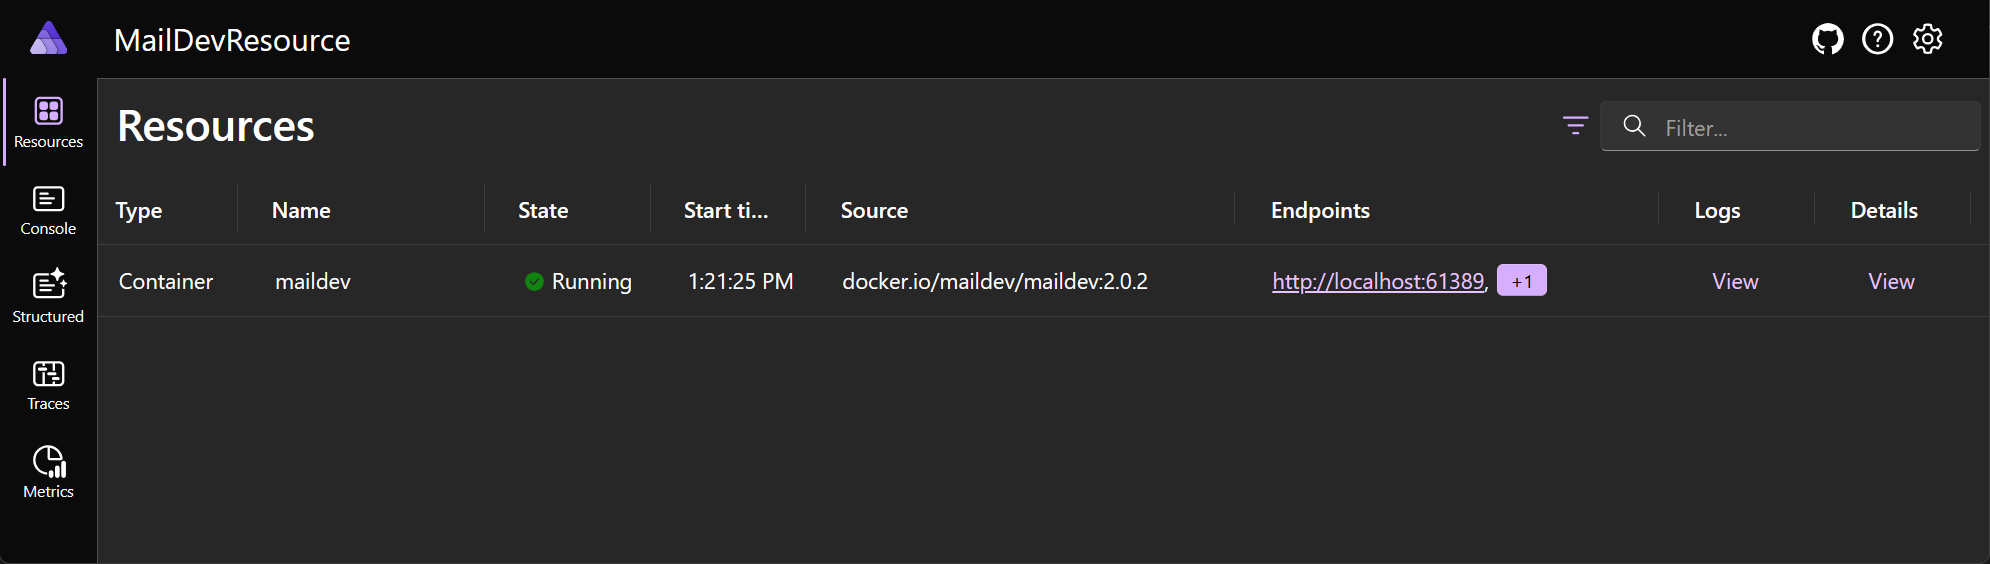 MailDevResource
Resources
Console
Structured
Traces
Metrics
Resources
Filter...
Type Name State Start ti... Source Endpoints Logs Details
Container maildev Running 1:21:25 PM docker.io/maildev/maildev:2.0.2 http://localhost:61389, +1 View View